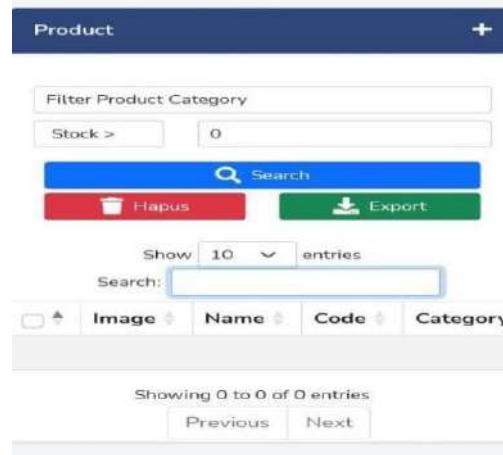 Product +
Filter Product Category
Stock > 0
Search
Hapus Export
Show 10 entries
Search:
Image Name Code Category
Showing 0 to 0 of 0 entries
Previous Next